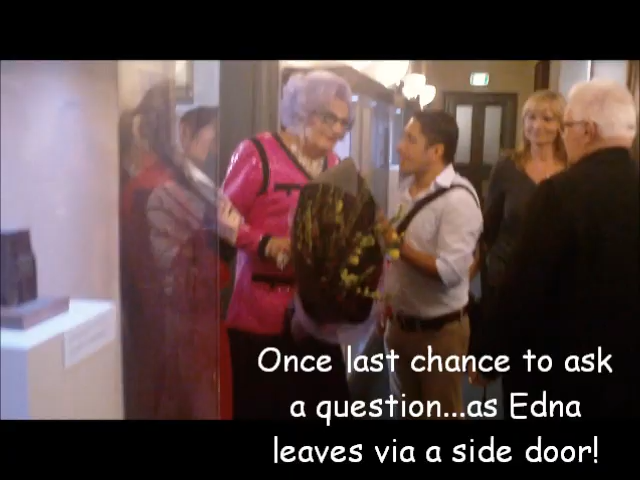 Once last chance to ask
a question...as Edna
leaves via a side door!